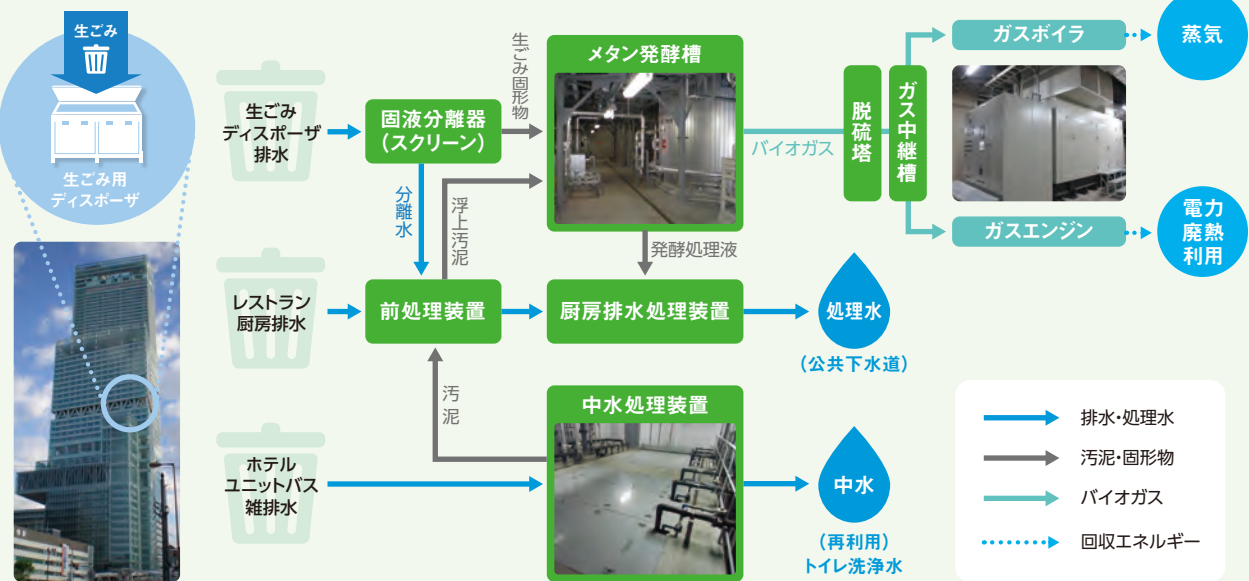 生ごみ
生ごみ用
ディスポーザ
生ごみ
ディスポーザ
排水
固液分離器
（スクリーン）
生ごみ固形物
メタン発酵槽
バイオガス
脱硫塔
ガス中継槽
ガスボイラ
蒸気
ガスエンジン
電力
廃熱
利用
分離水
浮上汚泥
発酵処理液
レストラン
厨房排水
前処理装置
厨房排水処理装置
処理水
（公共下水道）
汚泥
中水処理装置
ホテル
ユニットバス
雑排水
中水
（再利用）
トイレ洗浄水
排水・処理水
汚泥・固形物
バイオガス
回収エネルギー